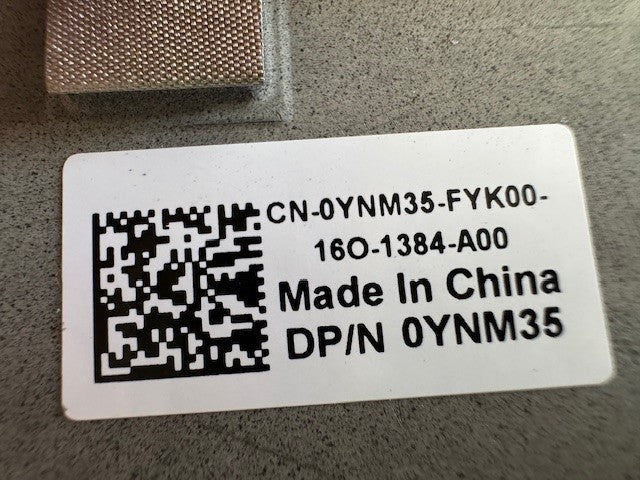 CN-0YNM35-FYK00-
16O-1384-A00
Made In China
DP/N 0YNM35